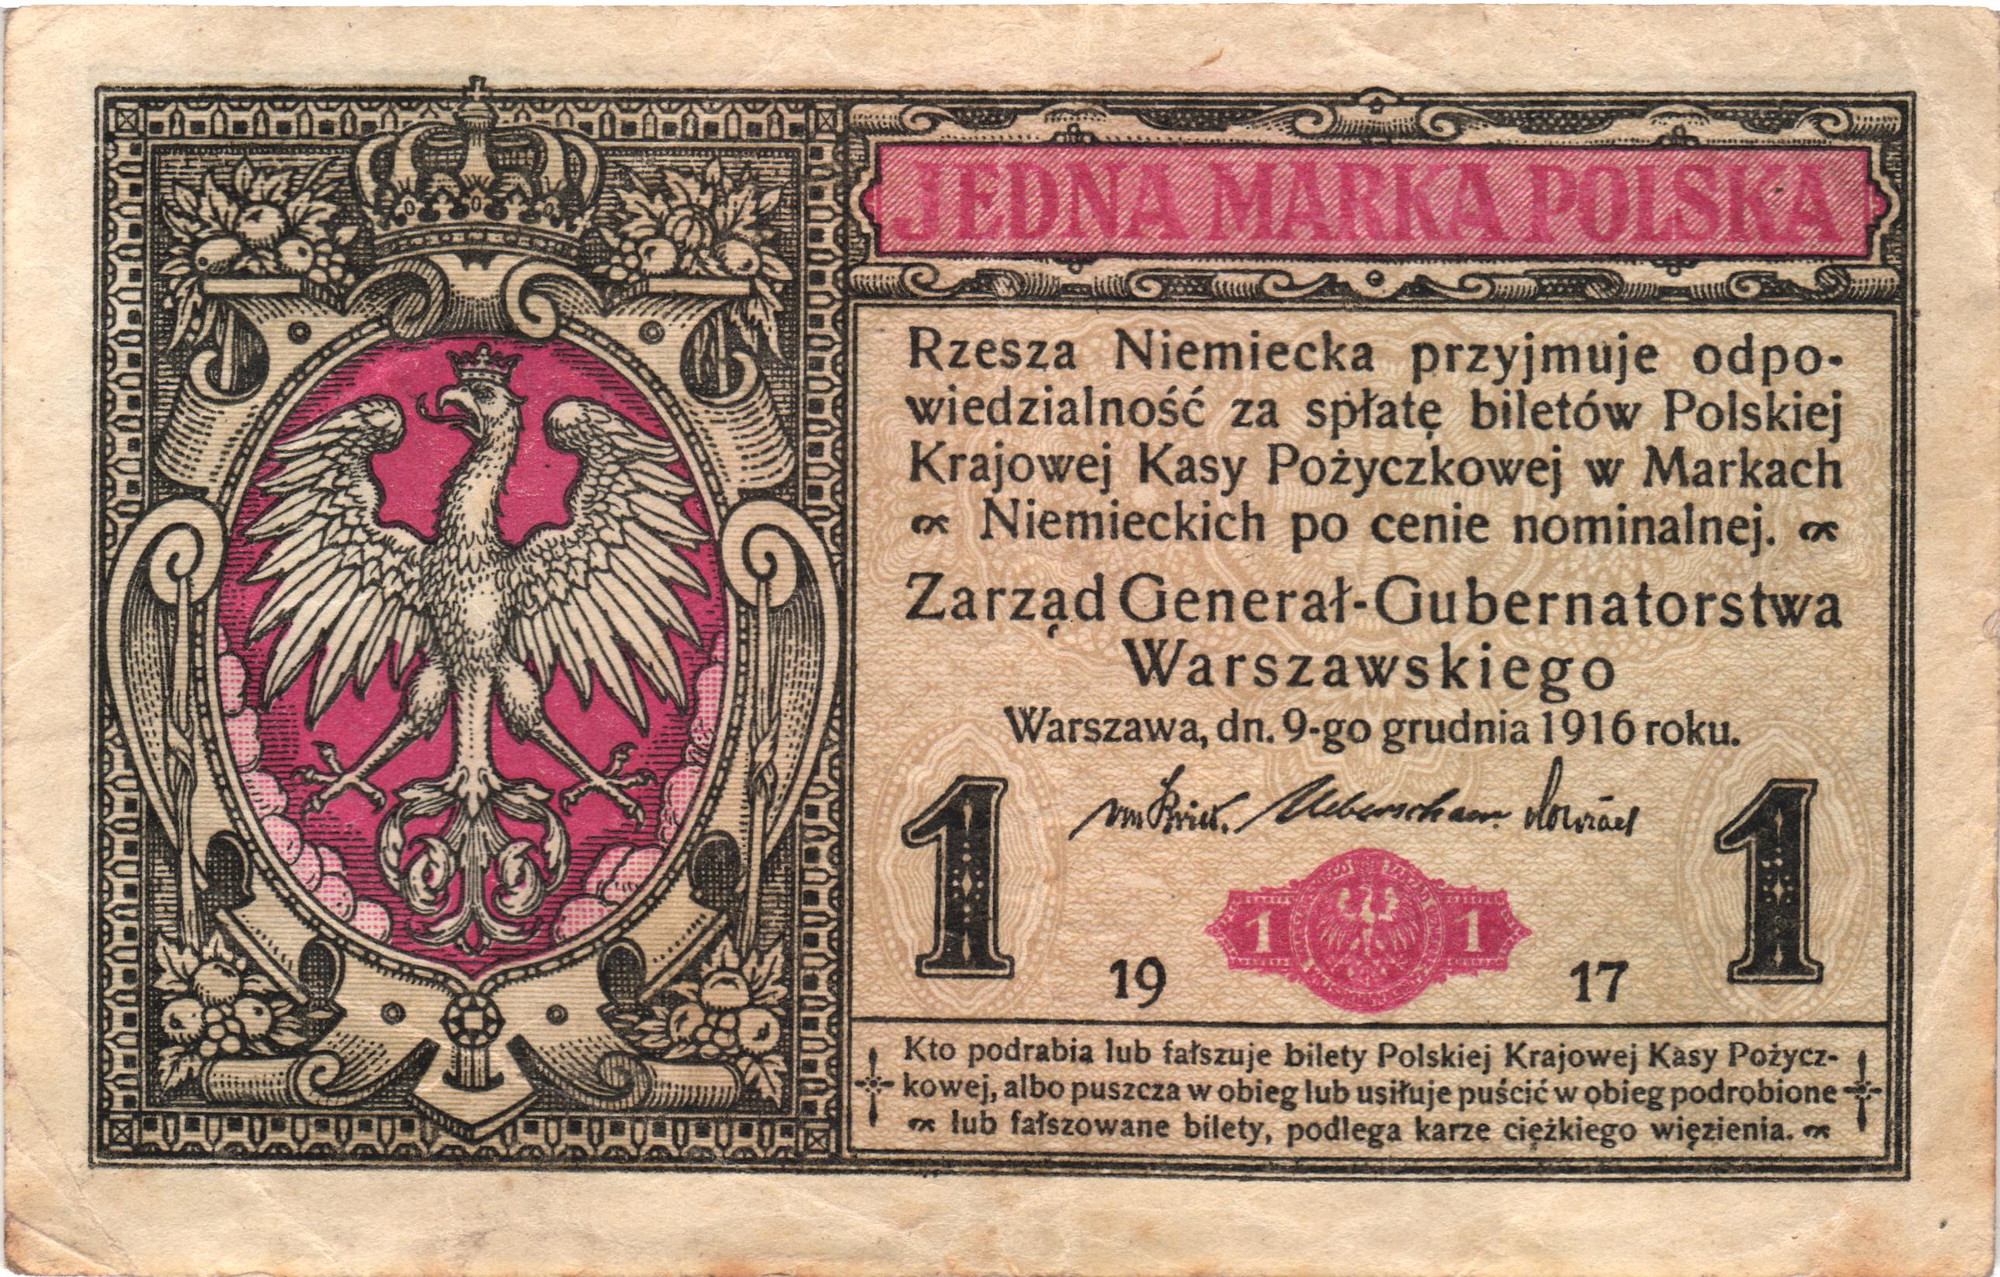 JEDNA MARKA POLSKA
Rzesza Niemiecka przyjmuje odpo-
wiedzialność za spłatę biletów Polskiej
Krajowej Kasy Pożyczkowej w Markach
Niemieckich po cenie nominalnej.
Zarząd Generał-Gubernatorstwa
Warszawskiego
Warszawa, dn. 9-go grudnia 1916 roku.
1 1
1 1
19 17
Kto podrabia lub fałszuje bilety Polskiej Krajowej Kasy Pożycz-
kowej, albo puszcza w obieg lub usiłuje puścić w obieg podrobione
lub fałszowane bilety, podlega karze ciężkiego więzienia.